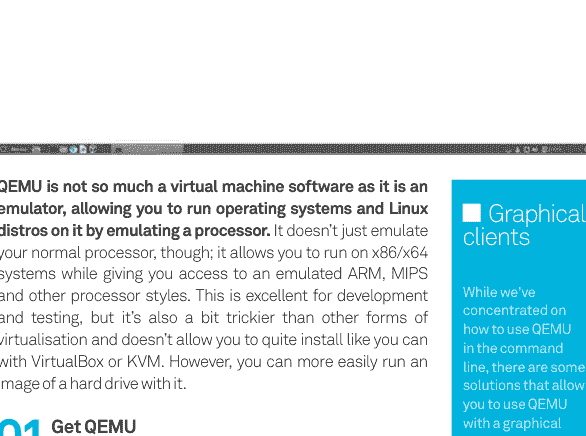 QEMU is not so much a virtual machine software as it is an
emulator, allowing you to run operating systems and Linux
distros on it by emulating a processor. It doesn't just emulate
your normal processor, though; it allows you to run on x86/x64
systems while giving you access to an emulated ARM, MIPS
and other processor styles. This is excellent for development
and testing, but it's also a bit trickier than other forms of
virtualisation and doesn't allow you to quite install like you can
with VirtualBox or KVM. However, you can more easily run an
image of a hard drive with it.
01 Get QEMU
Graphical
clients
While we've
concentrated on
how to use QEMU
in the command
line, there are some
solutions that allow
you to use QEMU
with a graphical